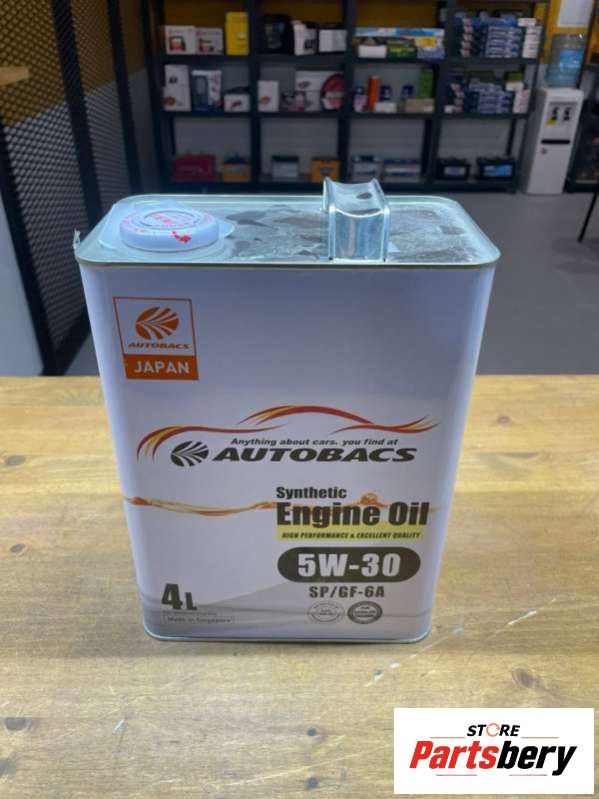 AUTOBACS
JAPAN
Anything about cars. you find at
AUTOBACS
Synthetic
Engine Oil
HIGH PERFORMANCE & EXCELLENT QUALITY
5W-30
SP/GF-6A
4L
Made in Singapore
STORE
Partsbery